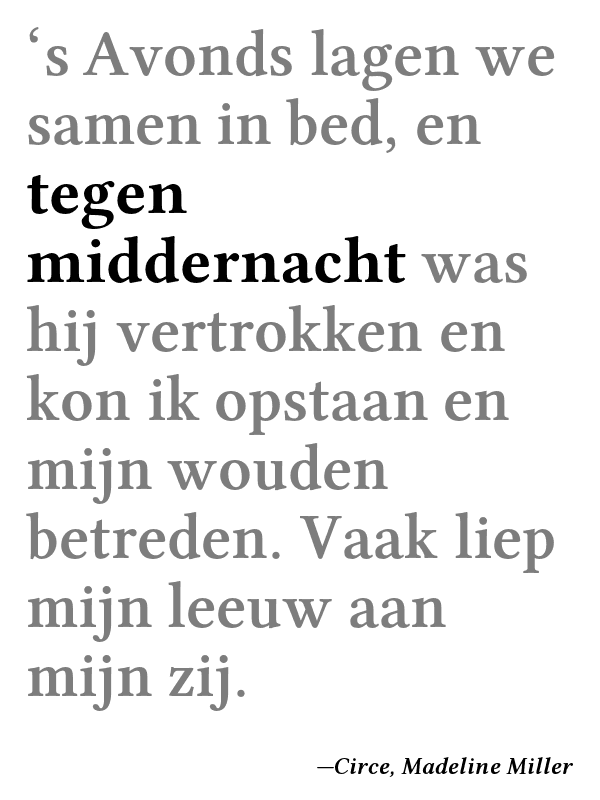 ‘s Avonds lagen we
samen in bed, en
tegen
middernacht was
hij vertrokken en
kon ik opstaan en
mijn wouden
betreden. Vaak liep
mijn leeuw aan
mijn zij.
—Circe, Madeline Miller